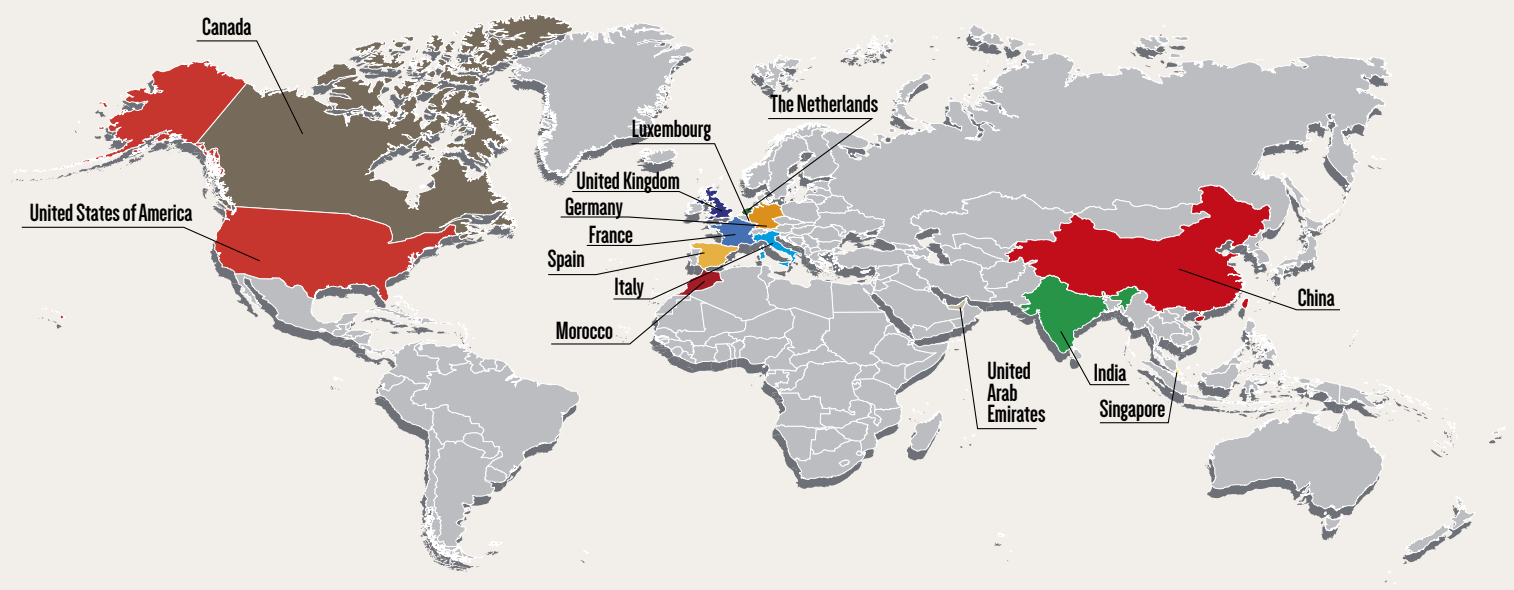 Canada
The Netherlands
Luxembourg
United Kingdom
Germany
United States of America
France
Spain
Italy
China
Morocco
United
Arab
Emirates
India
Singapore